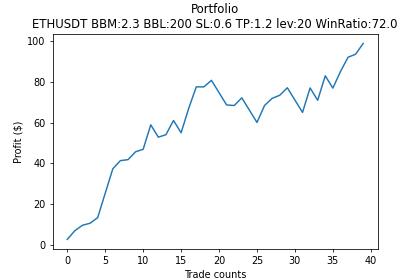 Portfolio
ETHUSDT BBM:2.3 BBL:200 SL:0.6 TP:1.2 lev:20 WinRatio:72.0
100
80
60
40
20
0
Profit ($)
0 5 10 15 20 25 30 35 40
Trade counts